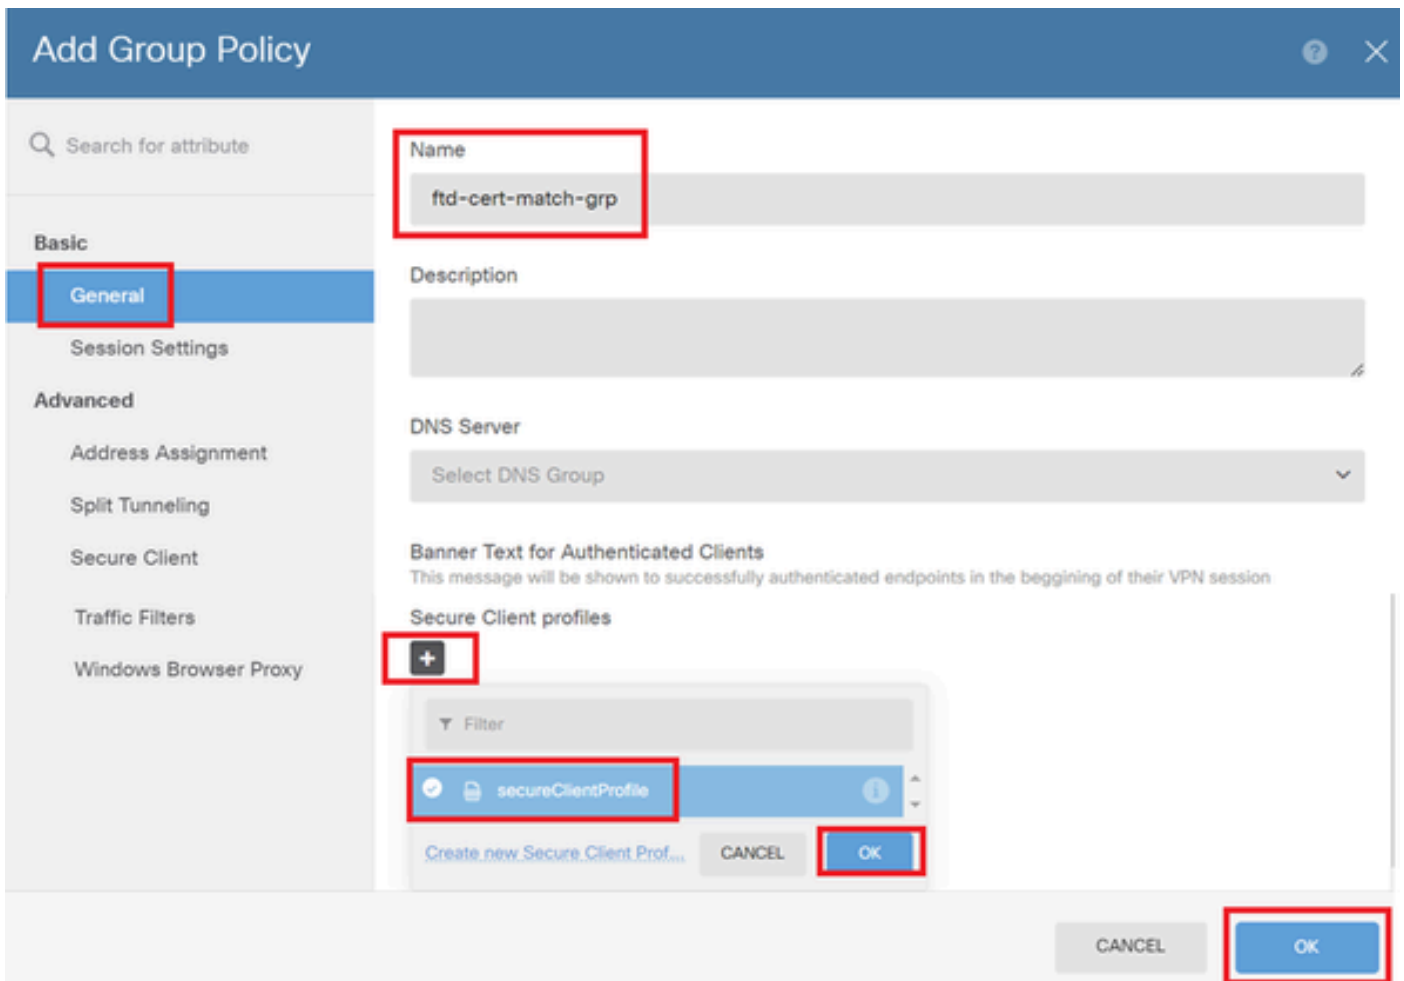 Add Group Policy
Search for attribute
Basic
General
Session Settings
Advanced
Address Assignment
Split Tunneling
Secure Client
Traffic Filters
Windows Browser Proxy
Name
ftd-cert-match-grp
Description
DNS Server
Select DNS Group
Banner Text for Authenticated Clients
This message will be shown to successfully authenticated endpoints in the beggining of their VPN session
Secure Client profiles
Filter
secureClientProfile
Create new Secure Client Prof...
CANCEL
OK
CANCEL
OK